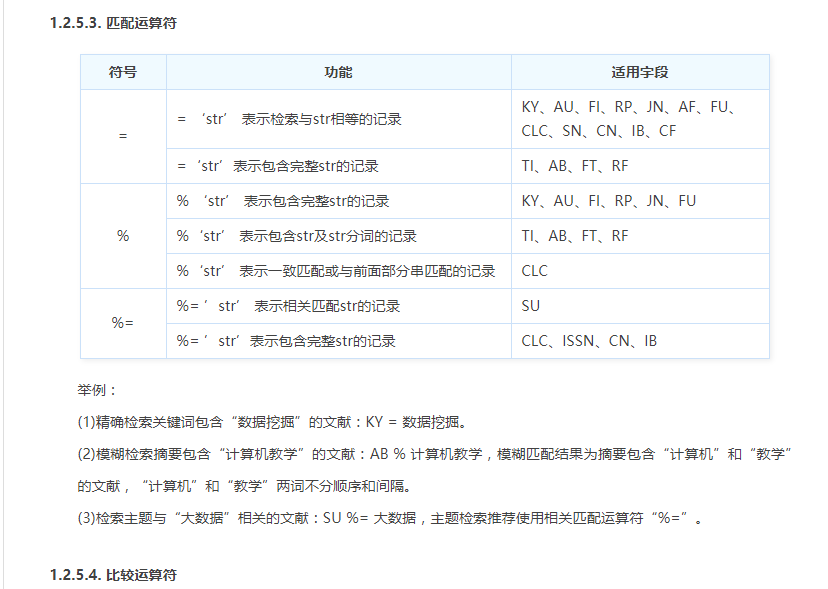 1.2.5.3. 匹配运算符
符号 功能 适用字段
= = ‘str’ 表示检索与str相等的记录 KY、AU、FI、RP、JN、AF、FU、
CLC、SN、CN、IB、CF
=‘str’表示包含完整str的记录 TI、AB、FT、RF
% % ‘str’ 表示包含完整str的记录 KY、AU、FI、RP、JN、FU
%‘str’ 表示包含str及str分词的记录 TI、AB、FT、RF
%‘str’ 表示一致匹配或与前面部分串匹配的记录 CLC
%= %= ’str’ 表示相关匹配str的记录 SU
%= ’str’表示包含完整str的记录 CLC、ISSN、CN、IB
举例：
(1)精确检索关键词包含“数据挖掘”的文献：KY = 数据挖掘。
(2)模糊检索摘要包含“计算机教学”的文献：AB % 计算机教学，模糊匹配结果为摘要包含“计算机”和“教学”
的文献，“计算机”和“教学”两词不分顺序和间隔。
(3)检索主题与“大数据”相关的文献：SU %= 大数据，主题检索推荐使用相关匹配运算符“%=”。
1.2.5.4. 比较运算符